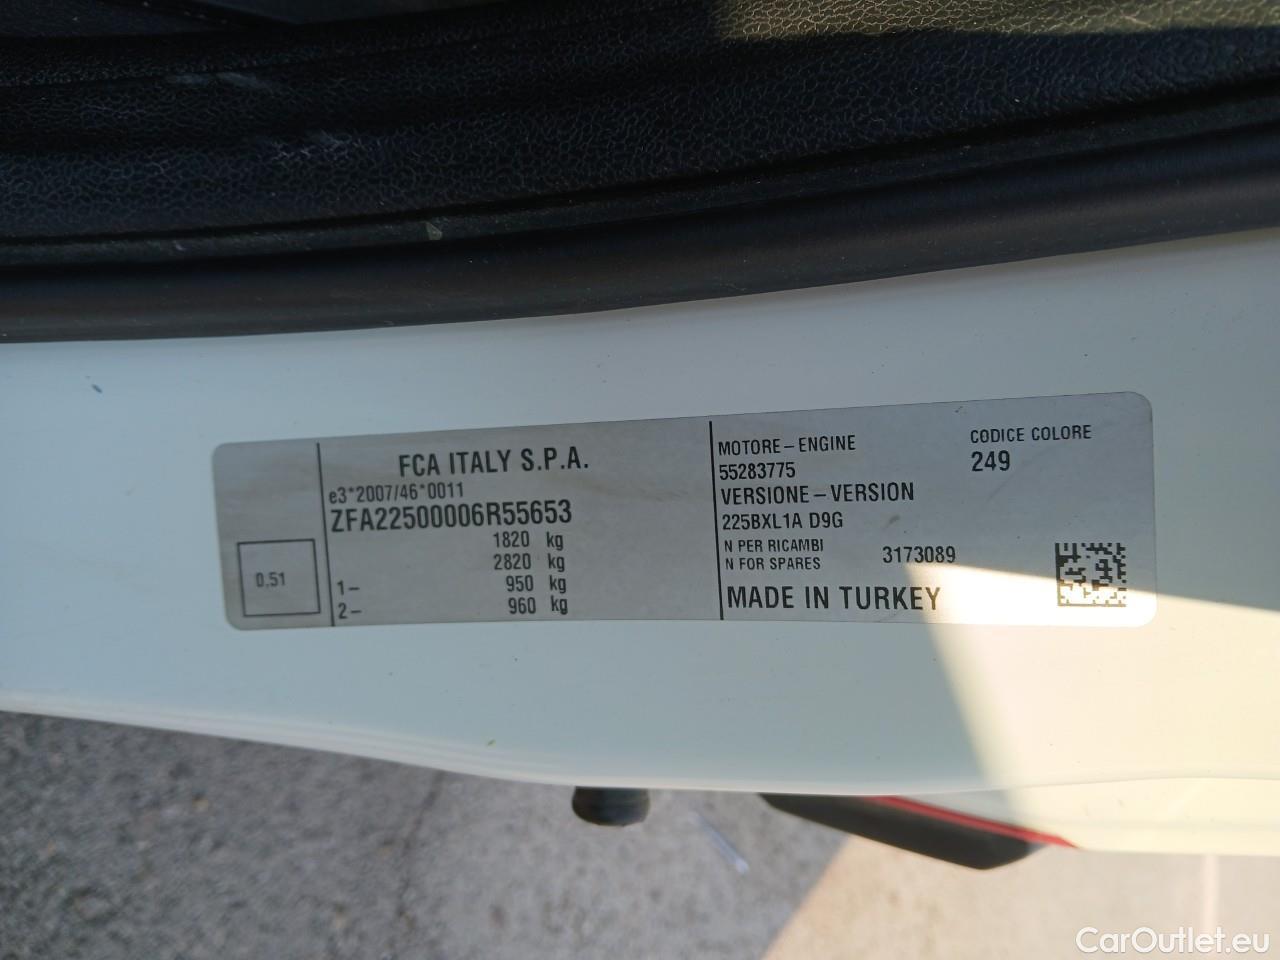 FCA ITALY S.P.A.
e3*2007/46*0011
ZFA22500006R55653
1820 kg
2820 kg
1- 950 kg
2- 960 kg
0,51
MOTORE-ENGINE
55283775
VERSIONE-VERSION
225BXL1A D9G
N PER RICAMBI
N FOR SPARES 3173089
MADE IN TURKEY
CODICE COLORE
249
CarOutlet.eu